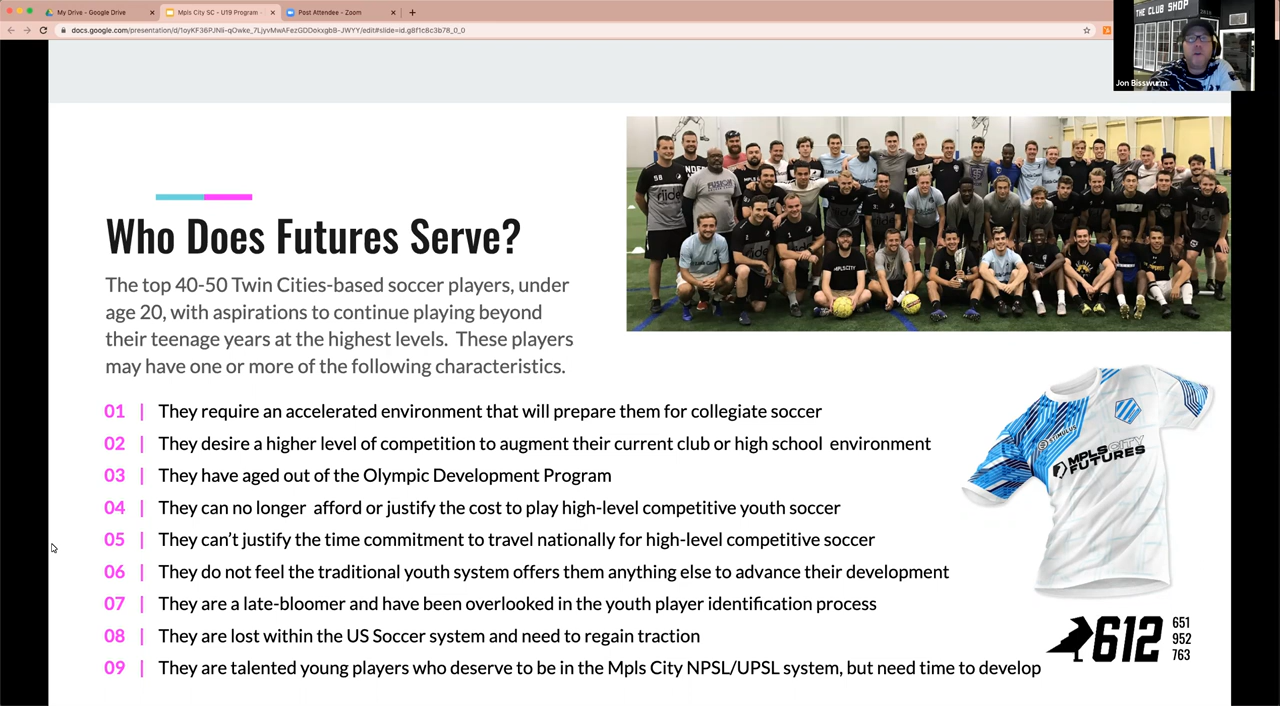 My Drive - Google Drive
Mpls City SC - U19 Program -
Post Attendee - Zoom
docs.google.com/presentation/d/1oyKF36PJNli-qOwke_7LjyvMwAFezGDDokxgbB-JWYY/edit#slide=id.g8f1c8c3b78_0_0
THE CLUB SHOP
Jon Bisswurm
Who Does Futures Serve?
The top 40-50 Twin Cities-based soccer players, under
age 20, with aspirations to continue playing beyond
their teenage years at the highest levels.  These players
may have one or more of the following characteristics.
01 | They require an accelerated environment that will prepare them for collegiate soccer
02 | They desire a higher level of competition to augment their current club or high school  environment
03 | They have aged out of the Olympic Development Program
04 | They can no longer  afford or justify the cost to play high-level competitive youth soccer
05 | They can’t justify the time commitment to travel nationally for high-level competitive soccer
06 | They do not feel the traditional youth system offers them anything else to advance their development
07 | They are a late-bloomer and have been overlooked in the youth player identification process
08 | They are lost within the US Soccer system and need to regain traction
09 | They are talented young players who deserve to be in the Mpls City NPSL/UPSL system, but need time to develop
SB
MPLS CITY
STIMULUS
MPLS CITY
FUTURES
612
651
952
763